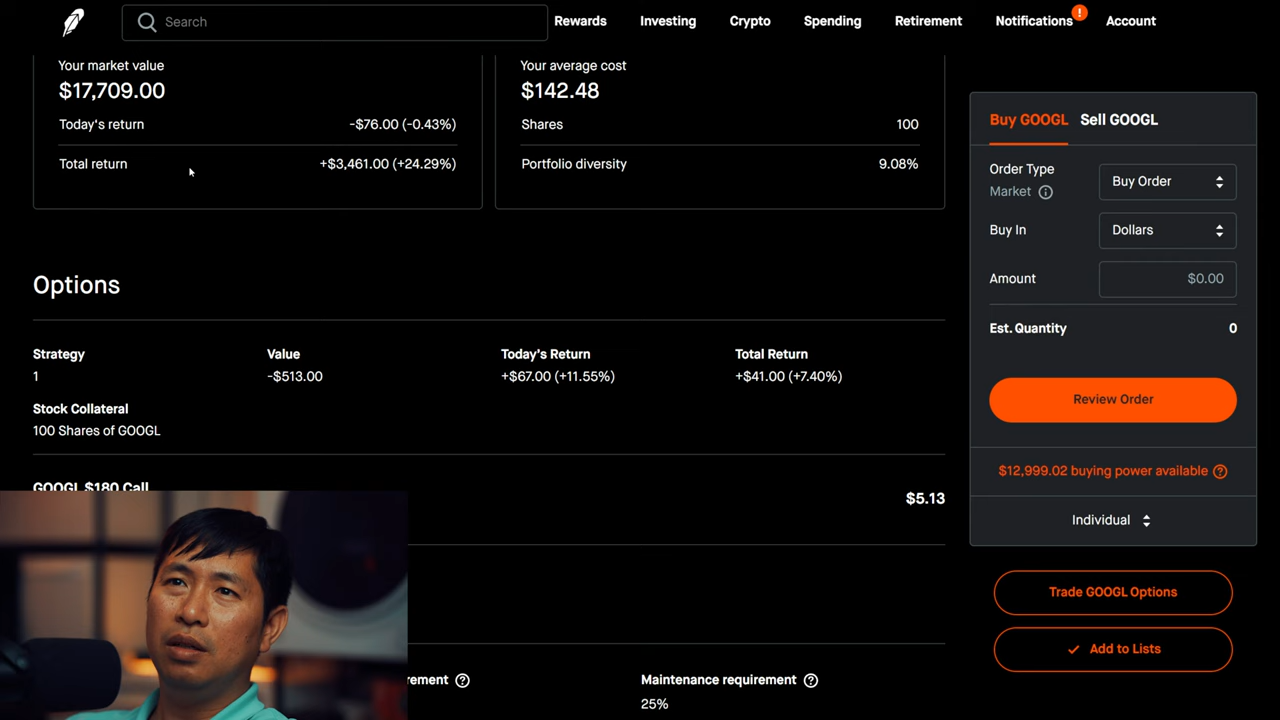 Search
Rewards
Investing
Crypto
Spending
Retirement
Notifications
!
Account
Your market value
$17,709.00
Today's return
-$76.00 (-0.43%)
Total return
+$3,461.00 (+24.29%)
Your average cost
$142.48
Shares
100
Portfolio diversity
9.08%
Options
Strategy
Value
Today's Return
Total Return
1
-$513.00
+$67.00 (+11.55%)
+$41.00 (+7.40%)
Stock Collateral
100 Shares of GOOGL
GOOGL $180 Call
$5.13
Maintenance requirement ?
25%
Buy GOOGL Sell GOOGL
Order Type
Market i
Buy Order
Buy In
Dollars
Amount
$0.00
Est. Quantity
0
Review Order
$12,999.02 buying power available ?
Individual
Trade GOOGL Options
Add to Lists